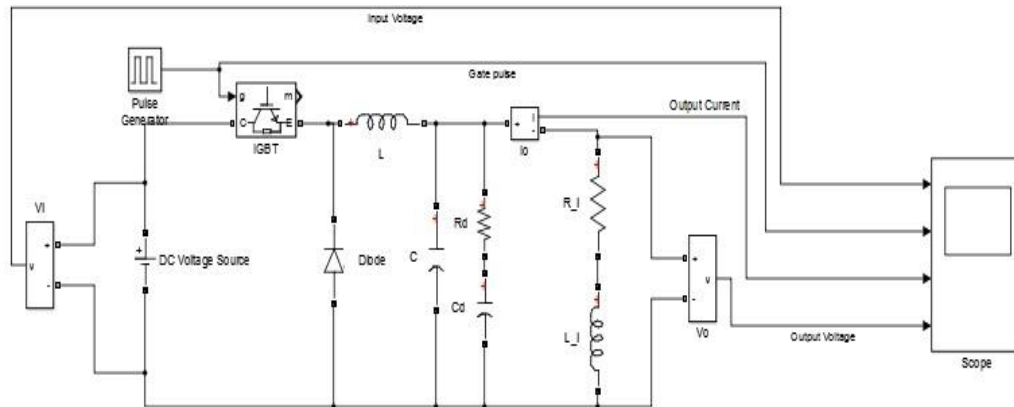 Input Voltage
Gate pulse
Pulse
Generator
g
m
C
E
IGBT
L
+
-
i
Io
Output Current
VI
+
-
v
+
DC Voltage Source
Diode
C
Rd
Cd
R_l
L_l
+
-
v
Vo
Output Voltage
Scope